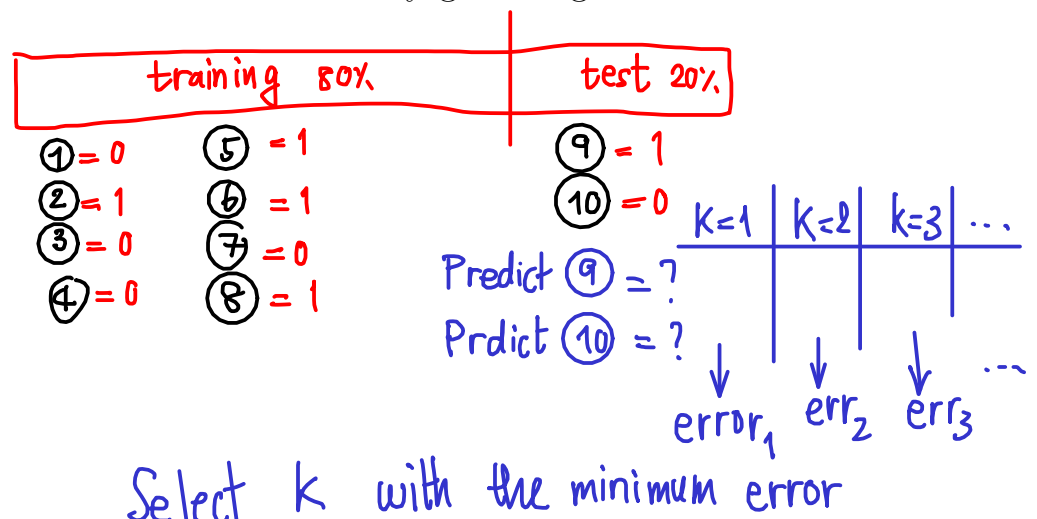 training 80% test 20%
1 = 0 5 = 1 9 = 1
2 = 1 6 = 1 10 = 0
3 = 0 7 = 0
4 = 0 8 = 1
K=1 K=2 k=3 ...
Predict 9 = ?
Prdict 10 = ?
error1 err2 err3 ...
Select k with the minimum error